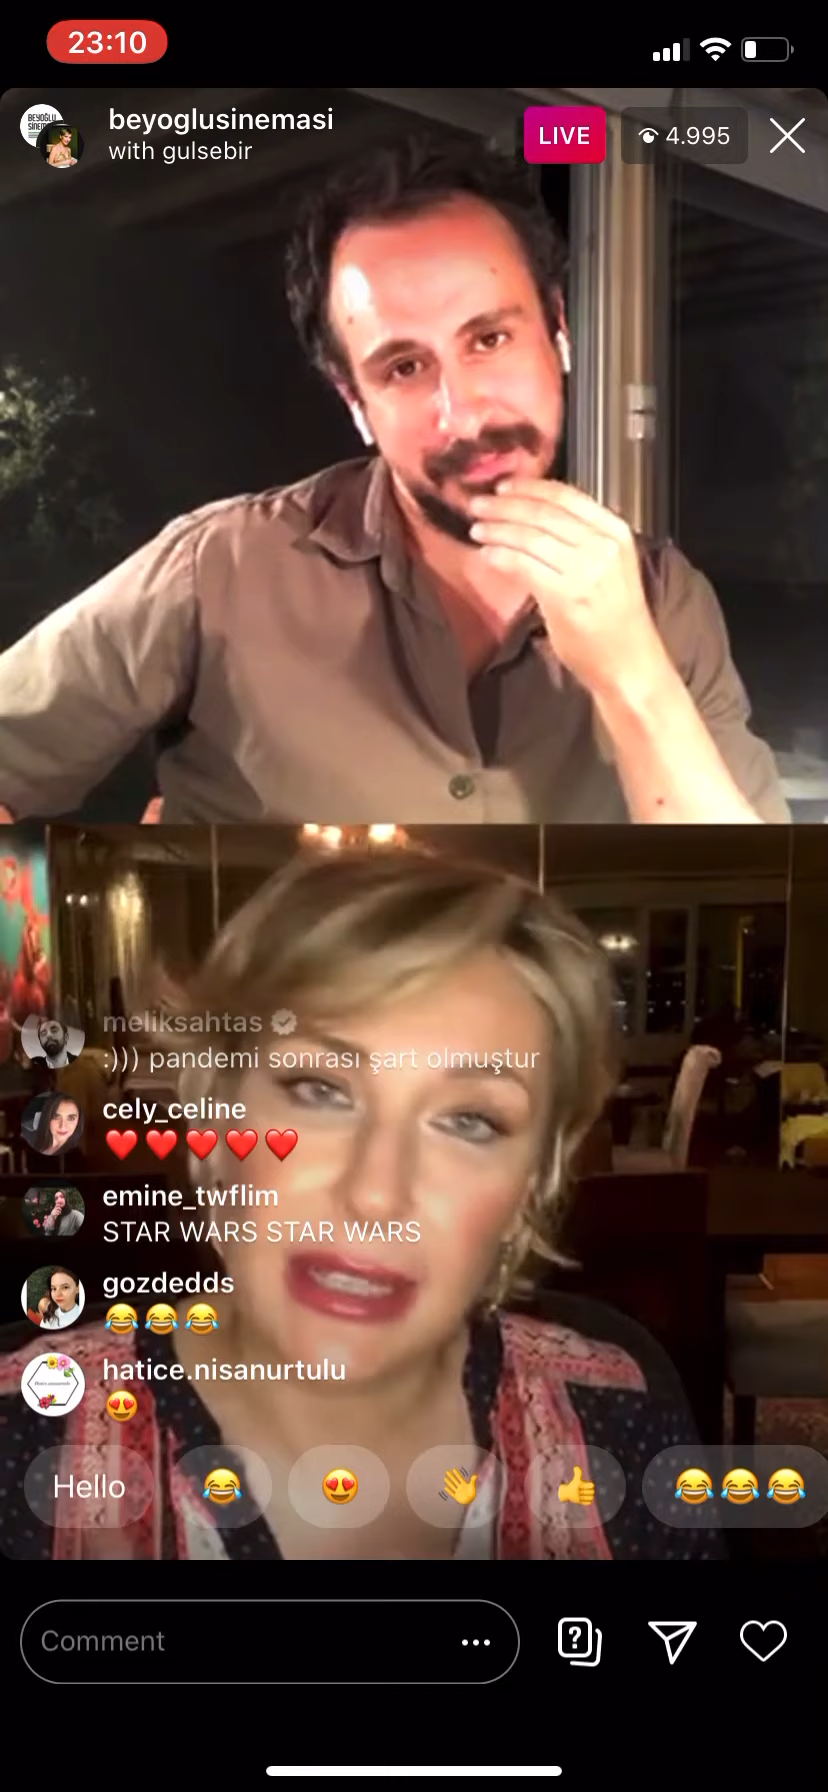 23:10
beyoglusinemasi
with gulsebir
LIVE
4.995
BEYOĞLU
meliksahtas
:))) pandemi sonrası şart olmuştur
cely_celine
❤️❤️❤️❤️❤️
emine_twflim
STAR WARS STAR WARS
gozdedds
😂😂😂
hatice.nisanurtulu
😍
Hello 😂 😍 👋 👍 😂😂😂
Comment